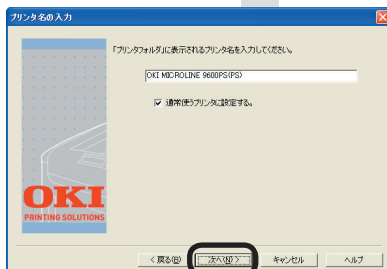 プリンタ名の入力
「プリンタフォルダ」に表示されるプリンタ名を入力してください。
OKI MICROLINE 9600PS(PS)
通常使うプリンタに設定する。
OKI
PRINTING SOLUTIONS
< 戻る(B)
次へ(N) >
キャンセル
ヘルプ